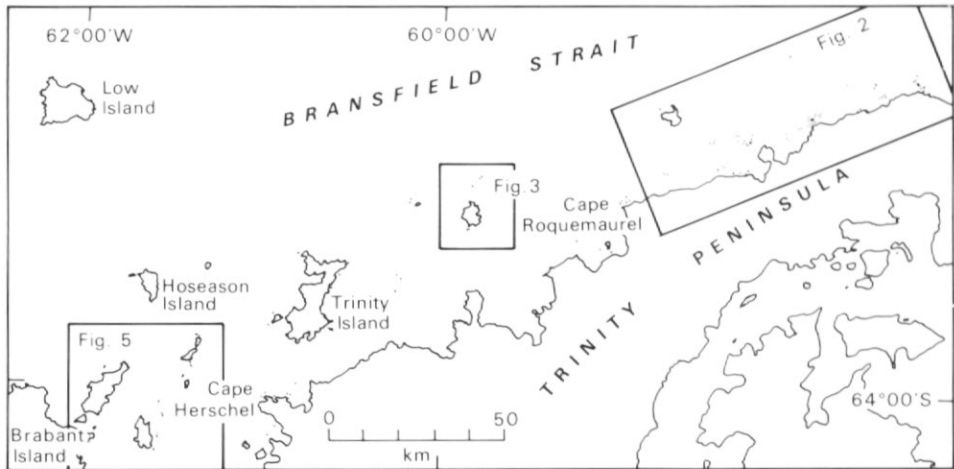 62°00'W
60°00'W
Fig. 2
Low
Island
BRANSFIELD STRAIT
Fig. 3
Cape
Roquemaurel
PENINSULA
Hoseason
Island
Trinity
Island
TRINITY
Fig. 5
Cape
Herschel
64°00'S
0 50
km
Brabant
Island